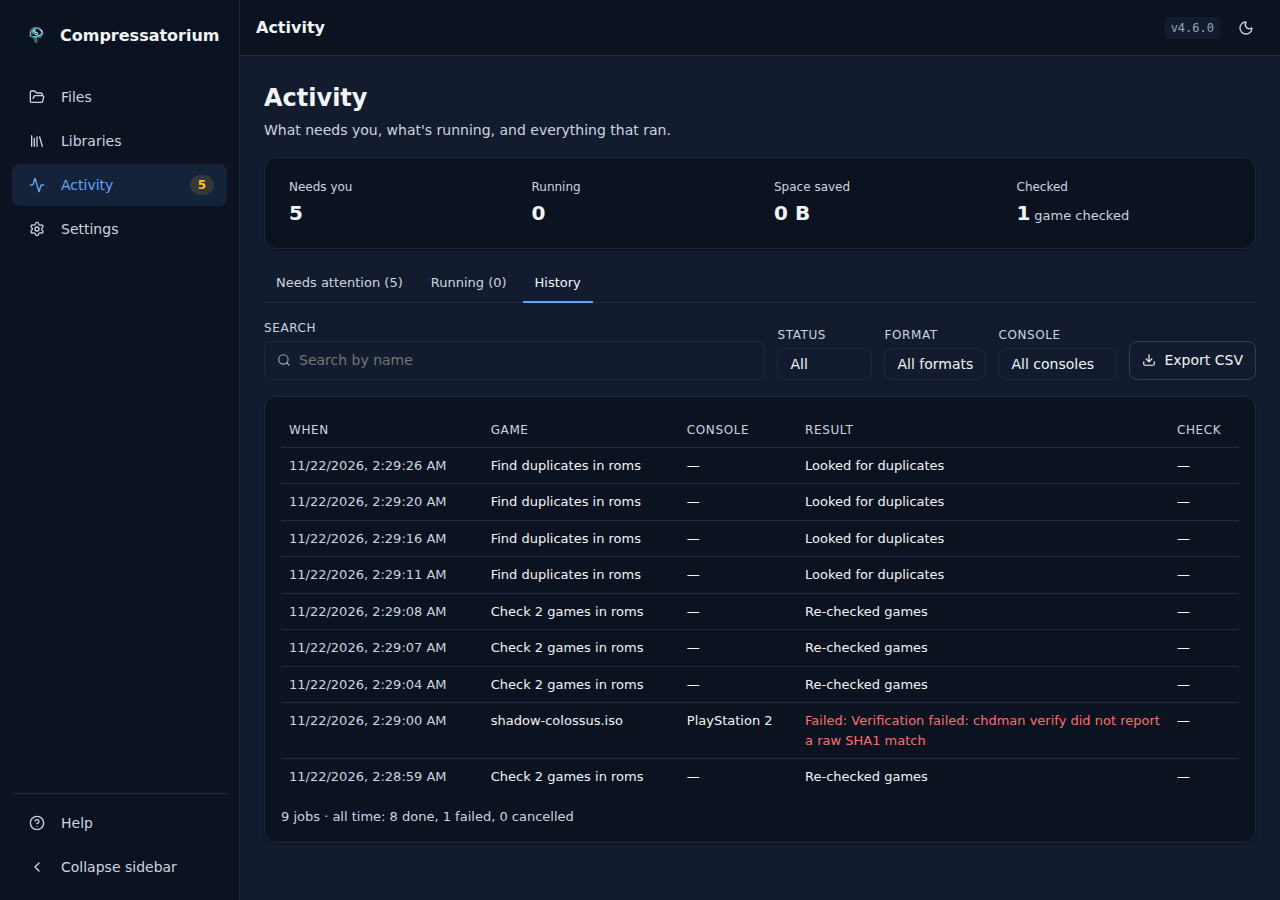 Compressatorium
Files
Libraries
Activity 5
Settings
Help
Collapse sidebar
Activity
v4.6.0
Activity
What needs you, what's running, and everything that ran.
Needs you Running Space saved Checked
5 0 0 B 1 game checked
Needs attention (5) Running (0) History
SEARCH STATUS FORMAT CONSOLE
Search by name All All formats All consoles Export CSV
WHEN GAME CONSOLE RESULT CHECK
11/22/2026, 2:29:26 AM Find duplicates in roms — Looked for duplicates —
11/22/2026, 2:29:20 AM Find duplicates in roms — Looked for duplicates —
11/22/2026, 2:29:16 AM Find duplicates in roms — Looked for duplicates —
11/22/2026, 2:29:11 AM Find duplicates in roms — Looked for duplicates —
11/22/2026, 2:29:08 AM Check 2 games in roms — Re-checked games —
11/22/2026, 2:29:07 AM Check 2 games in roms — Re-checked games —
11/22/2026, 2:29:04 AM Check 2 games in roms — Re-checked games —
11/22/2026, 2:29:00 AM shadow-colossus.iso PlayStation 2 Failed: Verification failed: chdman verify did not report —
a raw SHA1 match
11/22/2026, 2:28:59 AM Check 2 games in roms — Re-checked games —
9 jobs · all time: 8 done, 1 failed, 0 cancelled